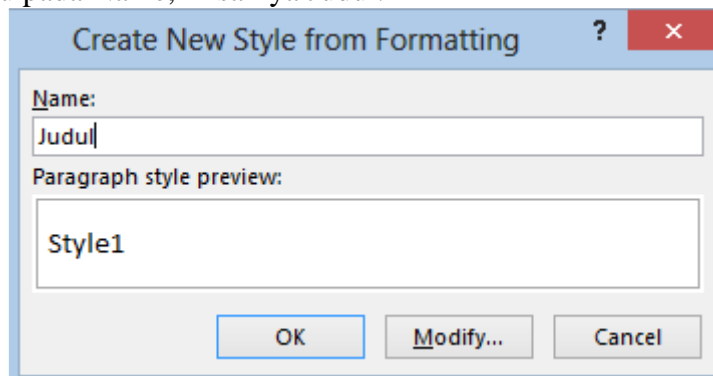 Create New Style from Formatting ? ×
Name:
Judul
Paragraph style preview:
Style1
OK Modify... Cancel